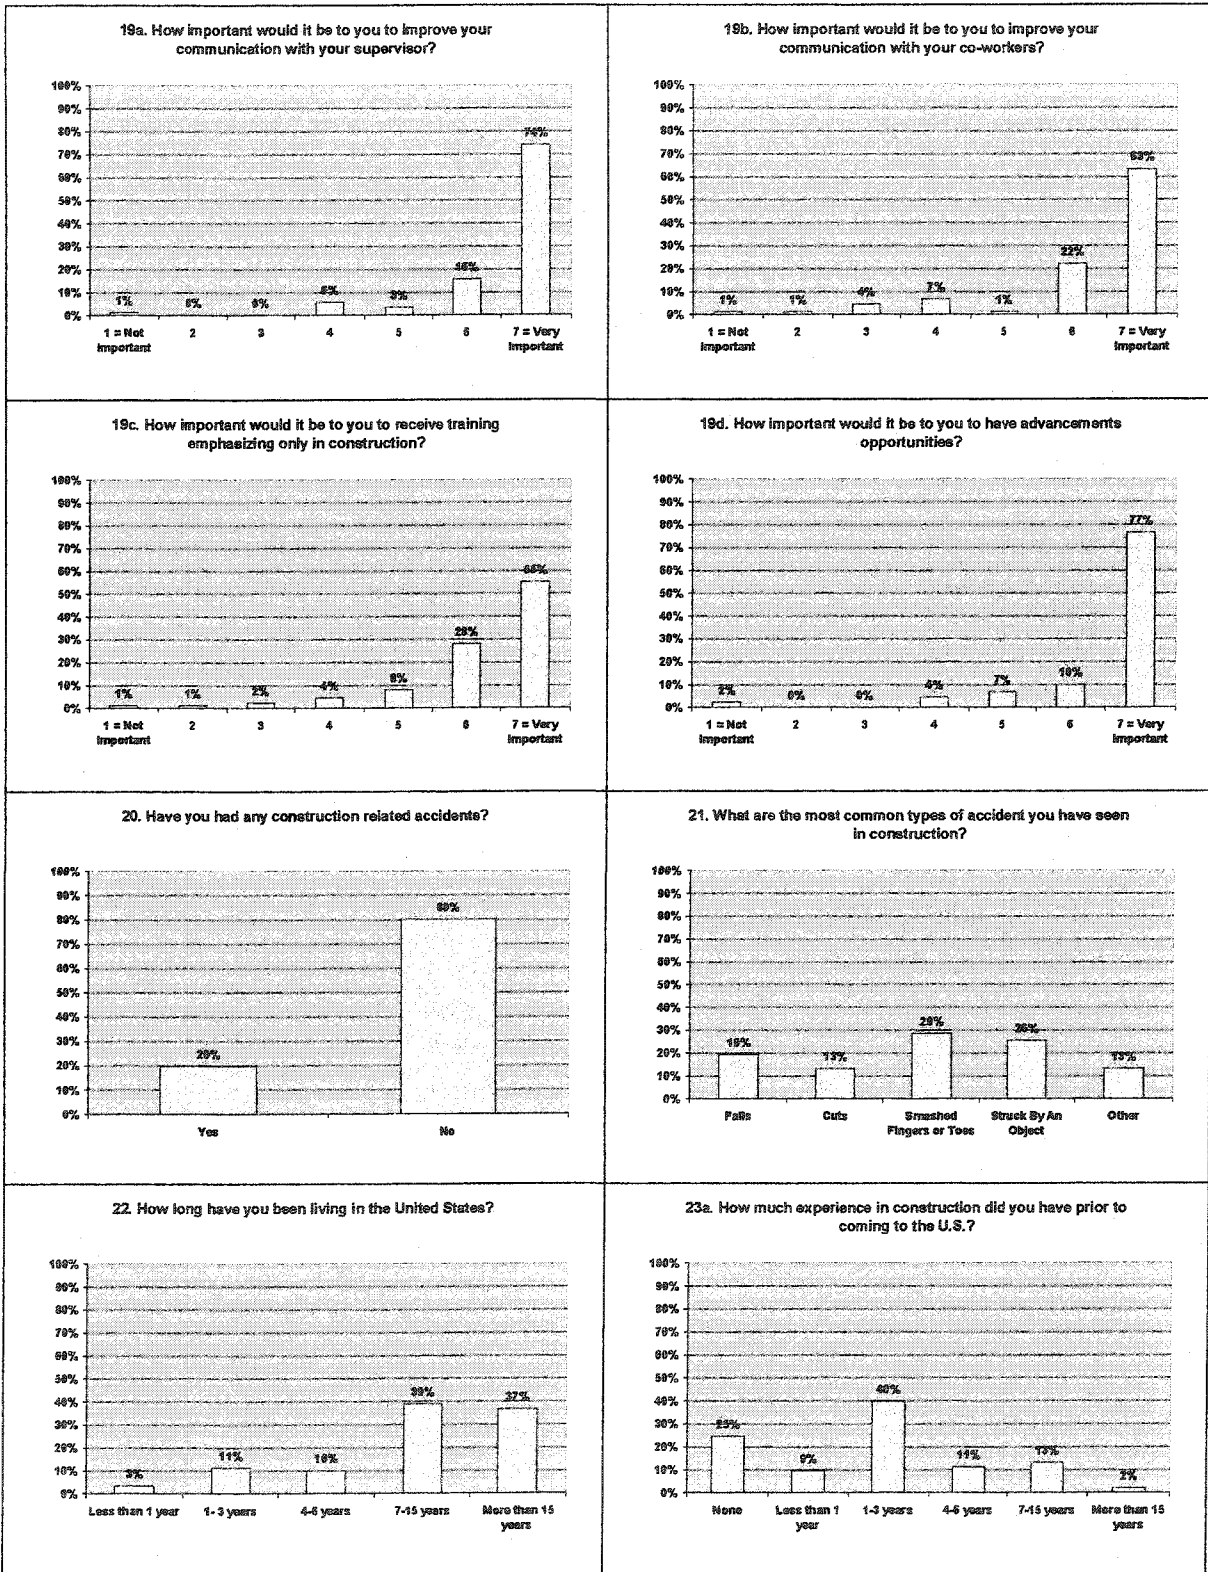 19a. How important would it be to you to improve your
communication with your supervisor?
100%
90%
80%
70%
60%
50%
40%
30%
20%
10%
0%
1%
0%
0%
3%
16%
74%
1 = Not
Important
2
3
4
5
6
7 = Very
Important
19b. How important would it be to you to improve your
communication with your co-workers?
100%
90%
80%
70%
60%
50%
40%
30%
20%
10%
0%
1%
1%
4%
7%
1%
22%
63%
1 = Not
Important
2
3
4
5
6
7 = Very
Important
19c. How important would it be to you to receive training
emphasizing only in construction?
100%
90%
80%
70%
60%
50%
40%
30%
20%
10%
0%
1%
1%
2%
4%
8%
28%
1 = Not
Important
2
3
4
5
6
7 = Very
Important
19d. How important would it be to you to have advancements
opportunities?
100%
90%
80%
70%
60%
50%
40%
30%
20%
10%
0%
2%
0%
0%
4%
7%
10%
77%
1 = Not
Important
2
3
4
5
6
7 = Very
Important
20. Have you had any construction related accidents?
100%
90%
80%
70%
60%
50%
40%
30%
20%
10%
0%
20%
80%
Yes
No
21. What are the most common types of accident you have seen
in construction?
100%
90%
80%
70%
60%
50%
40%
30%
20%
10%
0%
19%
13%
13%
Falls
Cuts
Smashed
Fingers or Toes
Struck By An
Object
Other
22. How long have you been living in the United States?
100%
90%
80%
70%
60%
50%
40%
30%
20%
10%
0%
3%
11%
10%
39%
37%
Less than 1 year
1- 3 years
4-6 years
7-15 years
More than 15
years
23a. How much experience in construction did you have prior to
coming to the U.S.?
100%
90%
80%
70%
60%
50%
40%
30%
20%
10%
0%
9%
40%
11%
13%
2%
None
Less than 1
year
1-3 years
4-6 years
7-15 years
More than 15
years